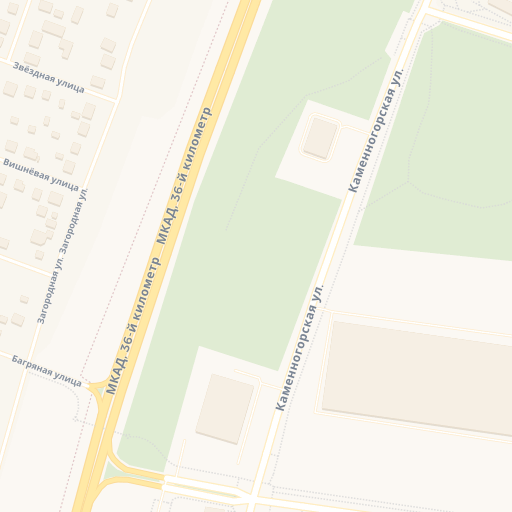 Звёздная улица
Каменногорская ул.
МКАД, 36-й километр
Вишнёвая улица
Загородная ул. Загородная ул.
МКАД, 36-й километр
Каменногорская ул.
Багряная улица